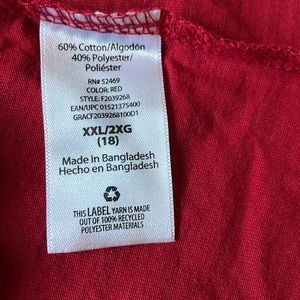 60% Cotton/Algodón
40% Polyester/
Poliéster
RN# 52469
COLOR: RED
STYLE: F2039268
EAN/UPC 01521375400
GRACF2039268100D1
XXL/2XG
(18)
Made in Bangladesh
Hecho en Bangladesh
THIS LABEL YARN IS MADE
OUT OF 100% RECYCLED
POLYESTER MATERIALS